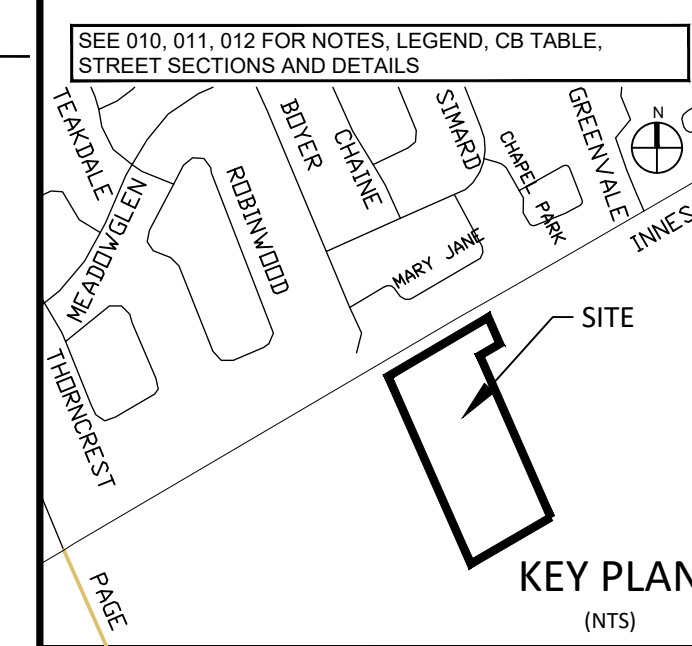 SEE 010, 011, 012 FOR NOTES, LEGEND, CB TABLE,
STREET SECTIONS AND DETAILS
TEAKDALE
MEADOWGLEN
ROBINWOOD
BOYER
CHAINE
SIMARD
CHAPEL PARK
GREENVALE
N
INNES
MARY JANE
THORNCREST
SITE
PAGE
KEY PLAN
(NTS)